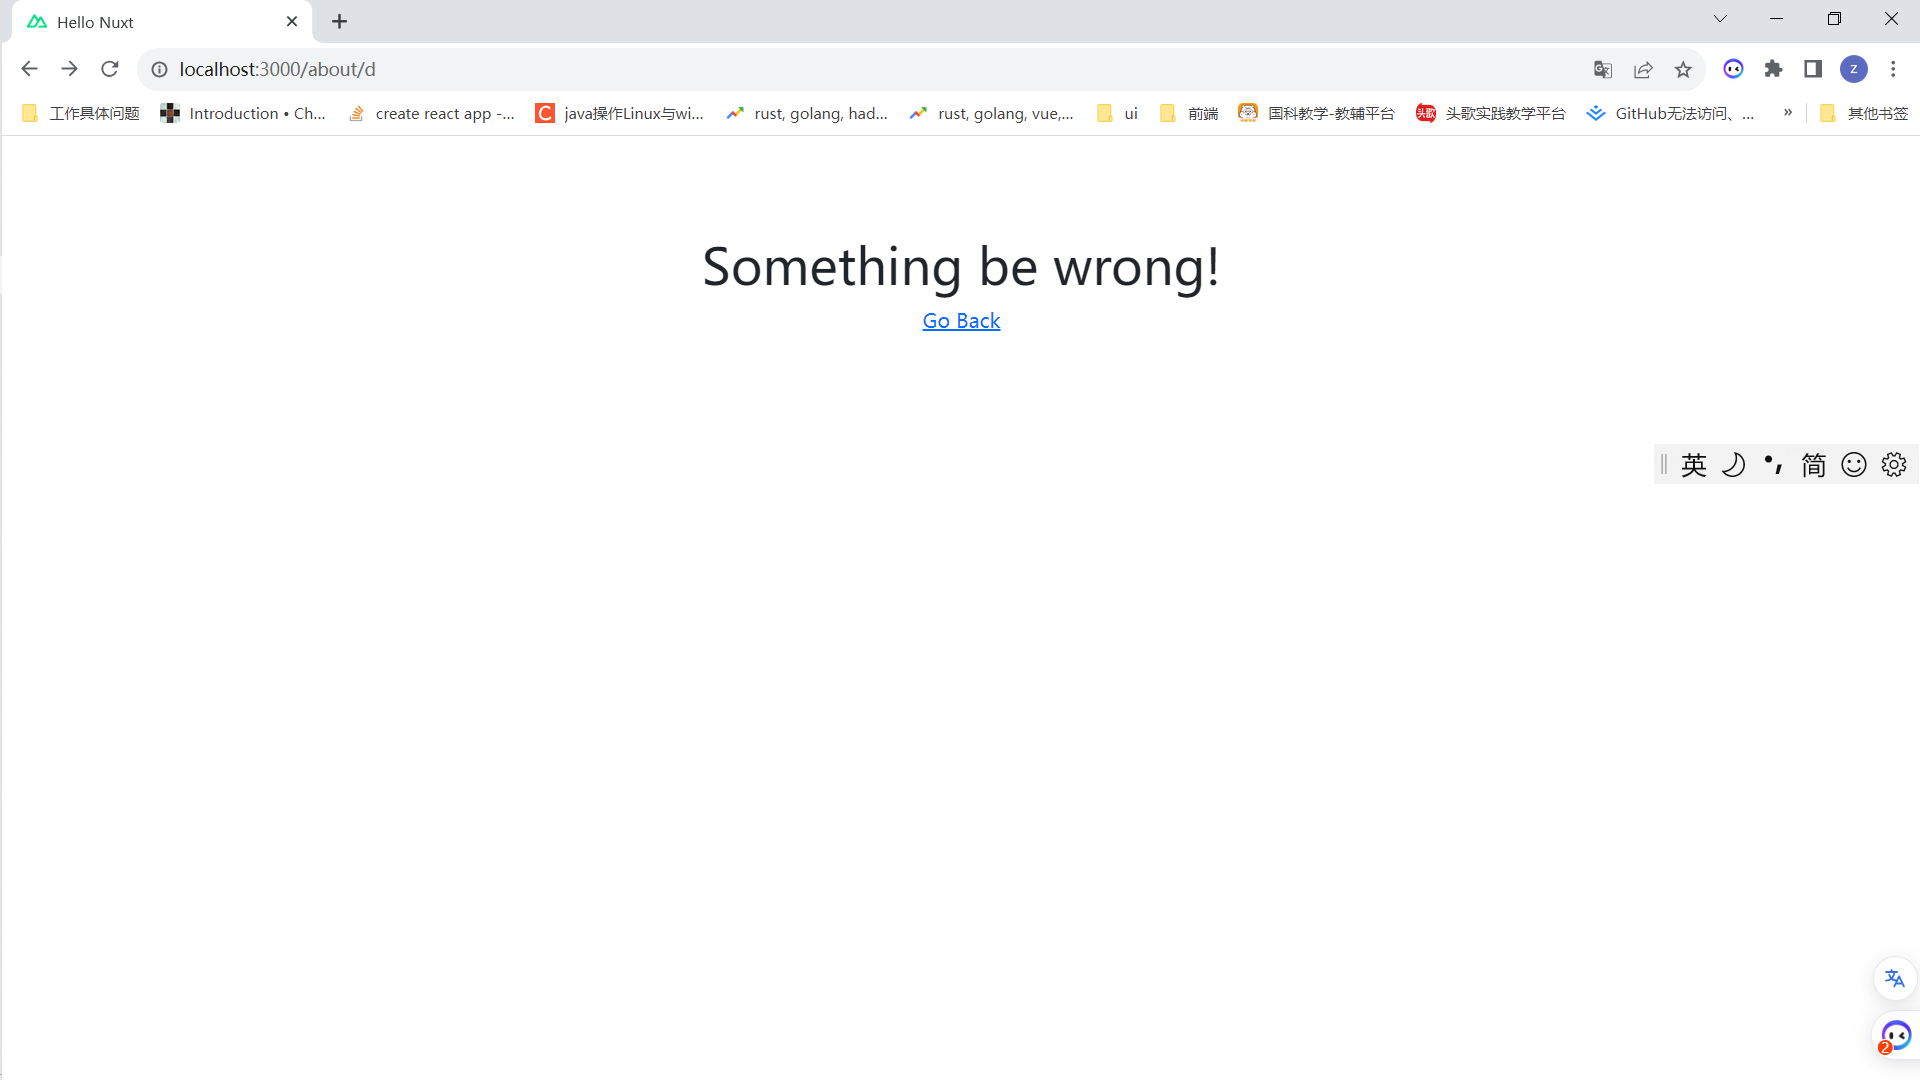 Hello Nuxt
localhost:3000/about/d
z
工作具体问题 Introduction • Ch... create react app -... java操作Linux与wi... rust, golang, had... rust, golang, vue,... ui 前端 国科教学-教辅平台 头歌 头歌实践教学平台 GitHub无法访问、... » 其他书签
Something be wrong!
Go Back
英 简
2